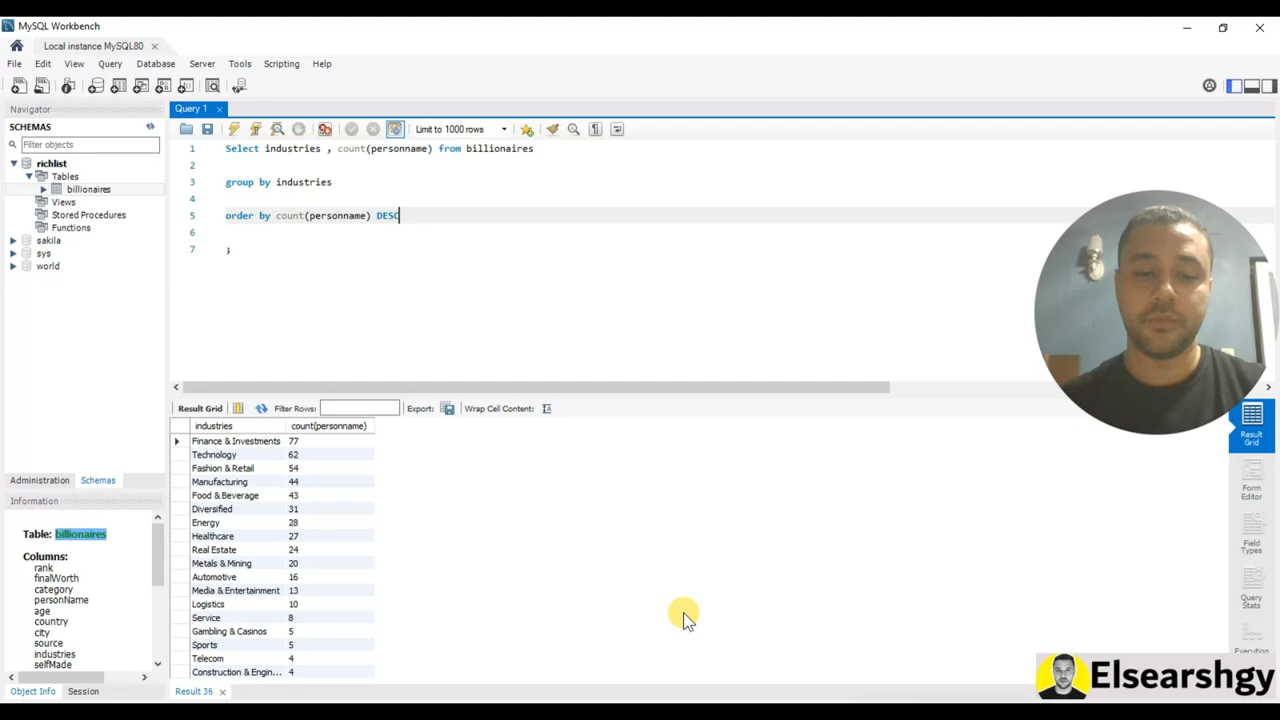 MySQL Workbench
Local instance MySQL80
File Edit View Query Database Server Tools Scripting Help
Navigator
SCHEMAS
Filter objects
richlist
Tables
billionaires
Views
Stored Procedures
Functions
sakila
sys
world
Administration Schemas
Information
Table: billionaires
Columns:
rank
finalWorth
category
personName
age
country
city
source
industries
selfMade
Object Info Session
Query 1
Limit to 1000 rows
1 Select industries , count(personname) from billionaires
2
3 group by industries
4
5 order by count(personname) DESC
6
7 ;
Result Grid Filter Rows: Export: Wrap Cell Content:
industries count(personname)
Finance & Investments 77
Technology 62
Fashion & Retail 54
Manufacturing 44
Food & Beverage 43
Diversified 31
Energy 28
Healthcare 27
Real Estate 24
Metals & Mining 20
Automotive 16
Media & Entertainment 13
Logistics 10
Service 8
Gambling & Casinos 5
Sports 5
Telecom 4
Construction & Engin... 4
Result 36
Result
Grid
Form
Editor
Field
Types
Query
Stats
Execution
Elsearshgy